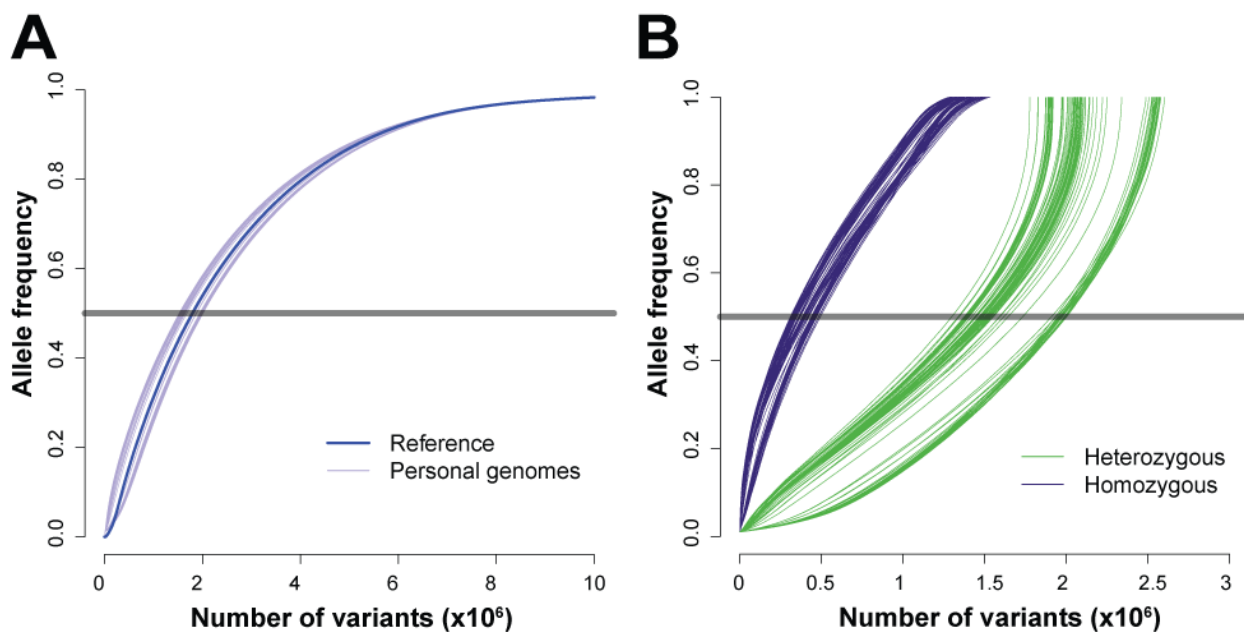 A
Allele frequency
1.0
0.8
0.6
0.4
0.2
0.0
Reference
Personal genomes
0 2 4 6 8 10
Number of variants (x10⁶)
B
Allele frequency
1.0
0.8
0.6
0.4
0.2
0.0
Heterozygous
Homozygous
0 0.5 1 1.5 2 2.5 3
Number of variants (x10⁶)